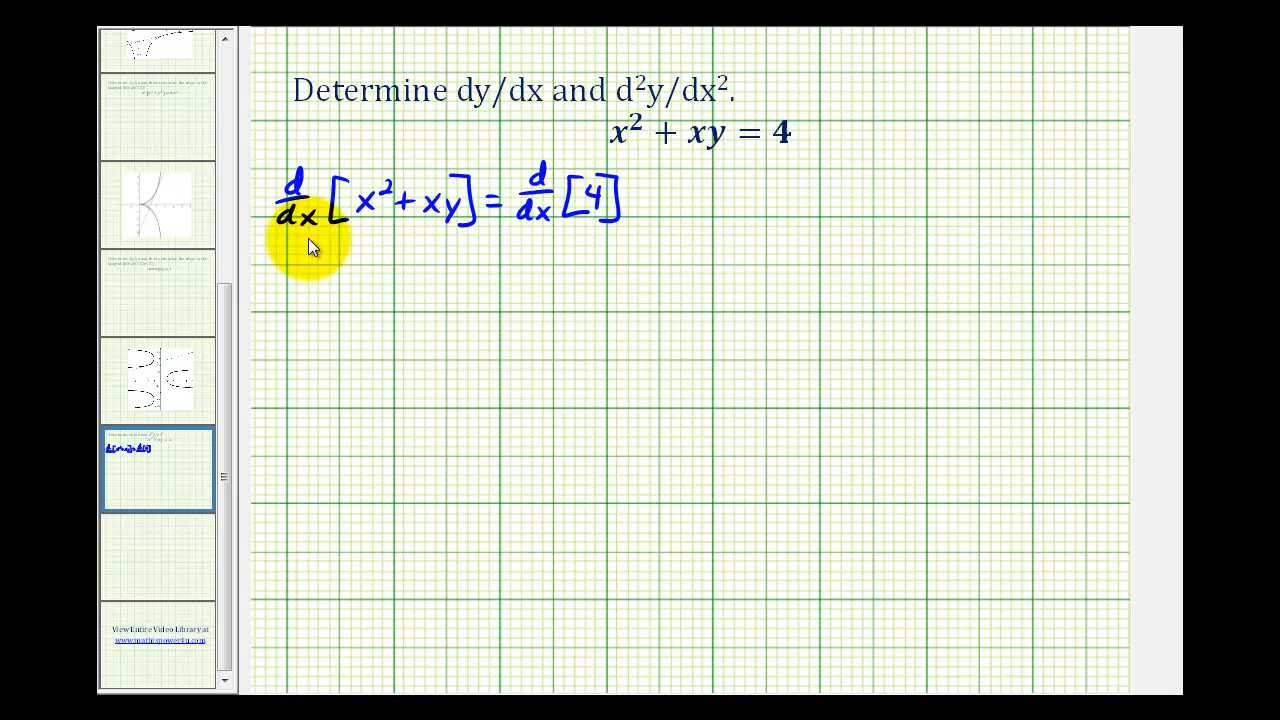 Determine dy/dx and d²y/dx².
x² + xy = 4
d/dx [x² + xy] = d/dx [4]
View Entire Video Library at
www.mathispower4u.com